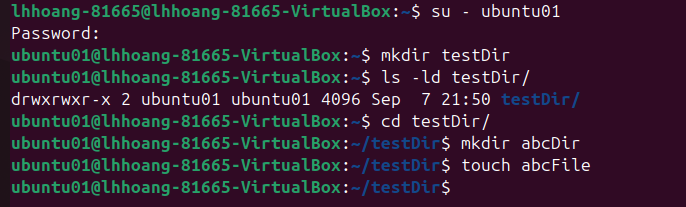 lhhoang-81665@lhhoang-81665-VirtualBox:~$ su - ubuntu01
Password:
ubuntu01@lhhoang-81665-VirtualBox:~$ mkdir testDir
ubuntu01@lhhoang-81665-VirtualBox:~$ ls -ld testDir/
drwxrwxr-x 2 ubuntu01 ubuntu01 4096 Sep  7 21:50 testDir/
ubuntu01@lhhoang-81665-VirtualBox:~$ cd testDir/
ubuntu01@lhhoang-81665-VirtualBox:~/testDir$ mkdir abcDir
ubuntu01@lhhoang-81665-VirtualBox:~/testDir$ touch abcFile
ubuntu01@lhhoang-81665-VirtualBox:~/testDir$